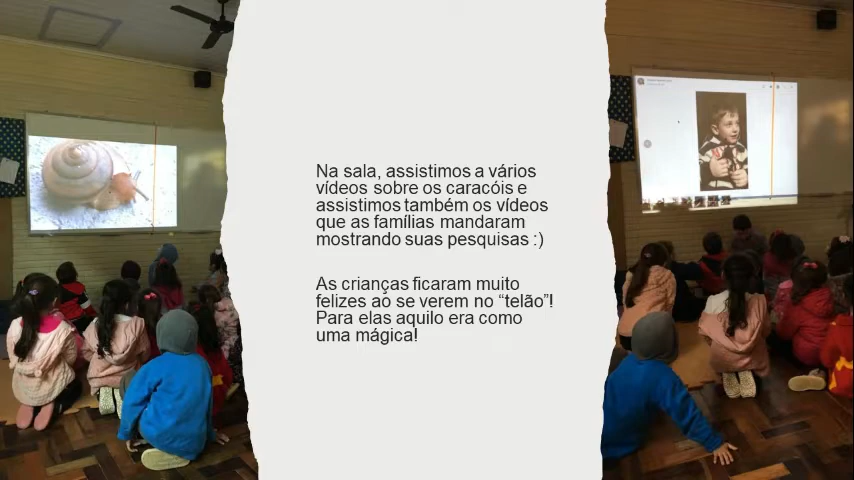 Na sala, assistimos a vários
vídeos sobre os caracóis e
assistimos também os vídeos
que as famílias mandaram
mostrando suas pesquisas :)
As crianças ficaram muito
felizes ao se verem no “telão”!
Para elas aquilo era como
uma mágica!